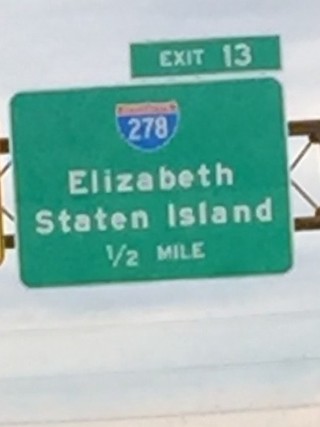 EXIT 13
278
Elizabeth
Staten Island
1/2 MILE